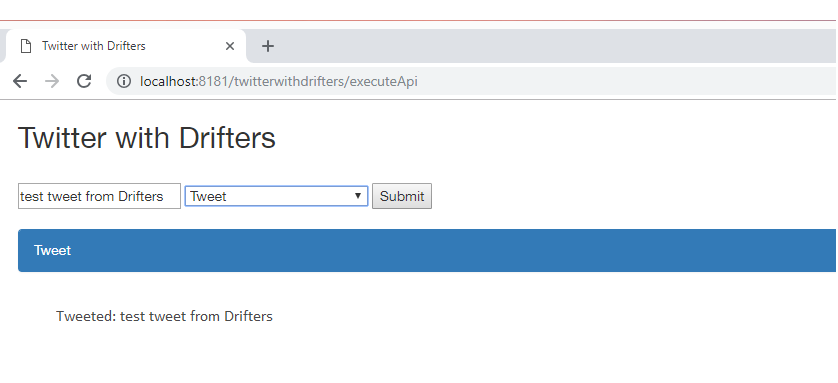 Twitter with Drifters
localhost:8181/twitterwithdrifters/executeApi
Twitter with Drifters
test tweet from Drifters Tweet Submit
Tweet
Tweeted: test tweet from Drifters